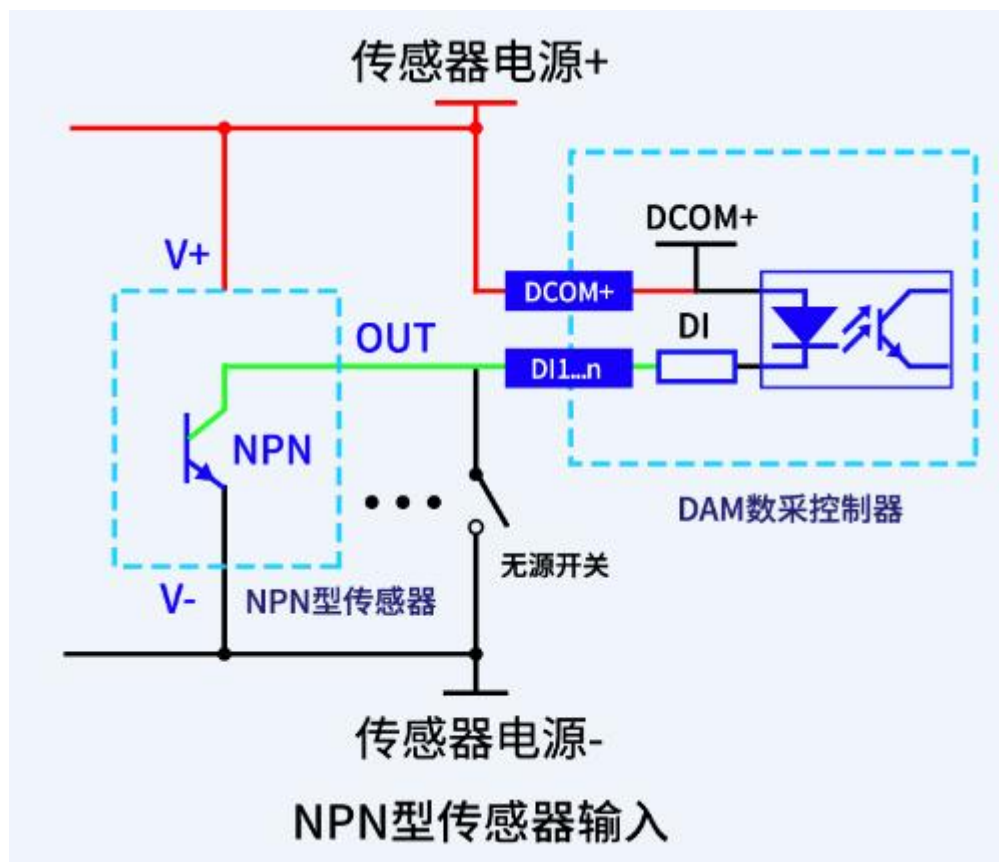 传感器电源+
DCOM+
V+
DCOM+
DI
OUT
DI1...n
NPN
DAM数采控制器
无源开关
V-
NPN型传感器
传感器电源-
NPN型传感器输入